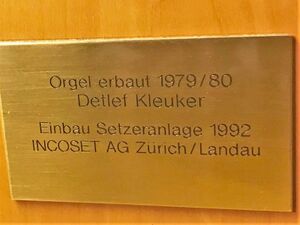 Orgel erbaut 1979/80
Detlef Kleuker
Einbau Setzeranlage 1992
INCOSET AG Zürich/Landau